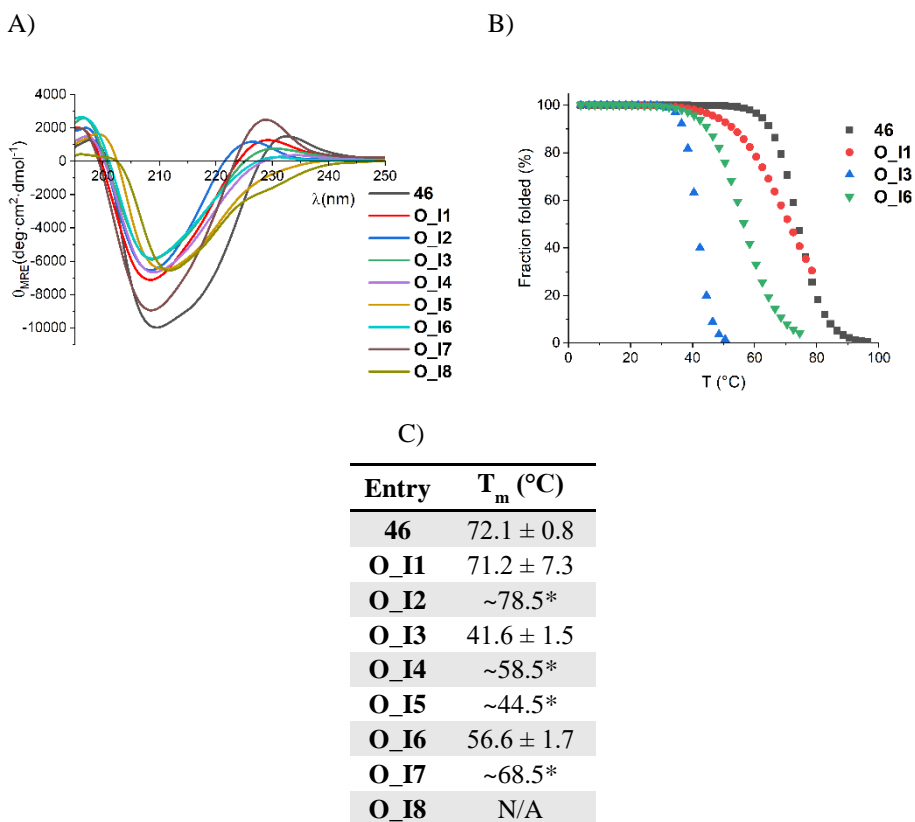 A)
B)
4000
2000
0
-2000
-4000
-6000
-8000
-10000
θMRE(deg·cm²·dmol⁻¹)
200
210
220
230
240
250
λ(nm)
46
O_I1
O_I2
O_I3
O_I4
O_I5
O_I6
O_I7
O_I8
100
80
60
40
20
0
Fraction folded (%)
0
20
40
60
80
100
T (°C)
46
O_I1
O_I3
O_I6
C)
Entry Tm (°C)
46 72.1 ± 0.8
O_I1 71.2 ± 7.3
O_I2 ~78.5*
O_I3 41.6 ± 1.5
O_I4 ~58.5*
O_I5 ~44.5*
O_I6 56.6 ± 1.7
O_I7 ~68.5*
O_I8 N/A